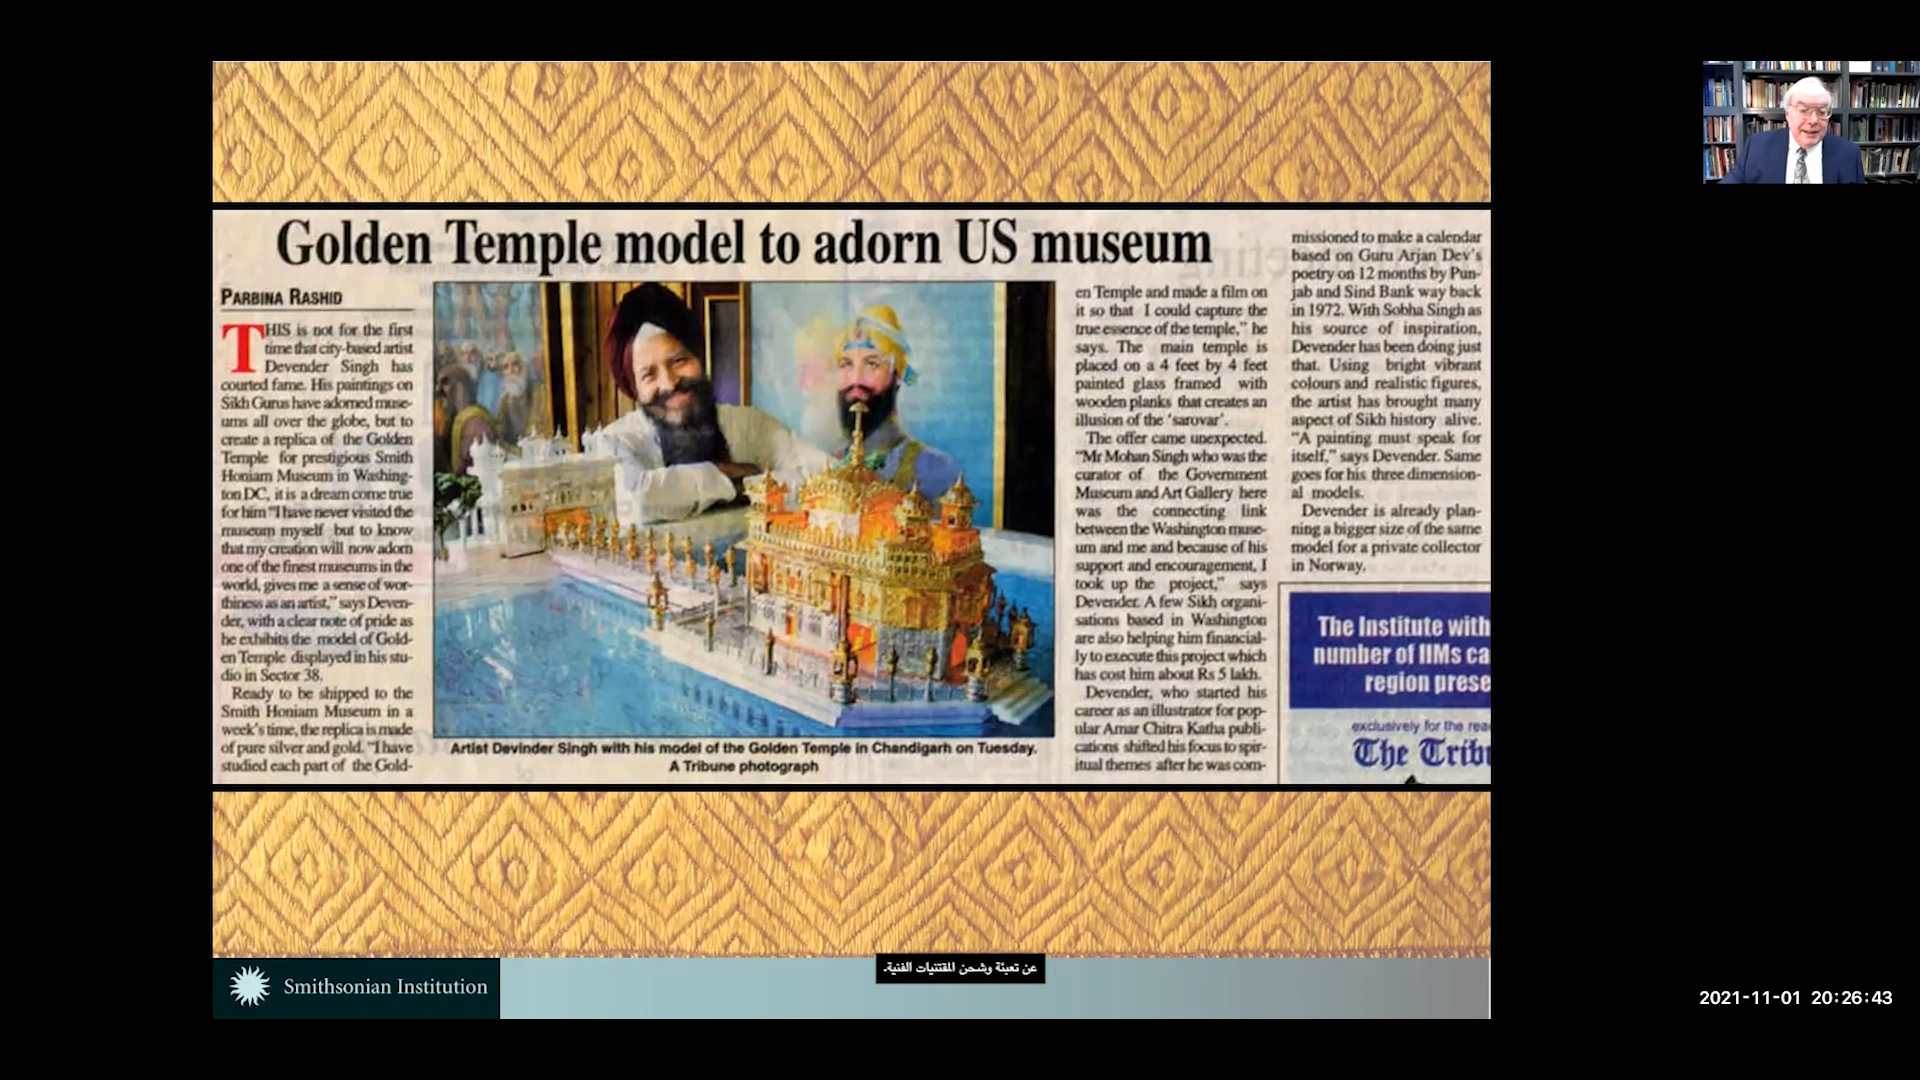 Golden Temple model to adorn US museum
PARBINA RASHID
THIS is not for the first
time that city-based artist
Devender Singh has
courted fame. His paintings on
Sikh Gurus have adorned muse-
ums all over the globe, but to
create a replica of the Golden
Temple for prestigious Smith
Honiam Museum in Washing-
ton DC, it is a dream come true
for him "I have never visited the
museum myself but to know
that my creation will now adorn
one of the finest museums in the
world, gives me a sense of wor-
thiness as an artist," says Deven-
der, with a clear note of pride as
he exhibits the model of Gold-
en Temple displayed in his stu-
dio in Sector 38.
Ready to be shipped to the
Smith Honiam Museum in a
week's time, the replica is made
of pure silver and gold. "I have
studied each part of the Gold-
Artist Devinder Singh with his model of the Golden Temple in Chandigarh on Tuesday.
A Tribune photograph
en Temple and made a film on
it so that I could capture the
true essence of the temple," he
says. The main temple is
placed on a 4 feet by 4 feet
painted glass framed with
wooden planks that creates an
illusion of the 'sarovar'.
The offer came unexpected.
"Mr Mohan Singh who was the
curator of the Government
Museum and Art Gallery here
was the connecting link
between the Washington muse-
um and me and because of his
support and encouragement, I
took up the project," says
Devender. A few Sikh organi-
sations based in Washington
are also helping him financial-
ly to execute this project which
has cost him about Rs 5 lakh.
Devender, who started his
career as an illustrator for pop-
ular Amar Chitra Katha publi-
cations shifted his focus to spir-
itual themes after he was com-
missioned to make a calendar
based on Guru Arjan Dev's
poetry on 12 months by Pun-
jab and Sind Bank way back
in 1972. With Sobha Singh as
his source of inspiration,
Devender has been doing just
that. Using bright vibrant
colours and realistic figures,
the artist has brought many
aspect of Sikh history alive.
"A painting must speak for
itself," says Devender. Same
goes for his three dimension-
al models.
Devender is already plan-
ning a bigger size of the same
model for a private collector
in Norway.
The Institute with
number of IIMs ca
region prese
exclusively for the rea
The Tribu
عن تعبئة وشحن المقتنيات الفنية.
Smithsonian Institution
2021-11-01 20:26:43